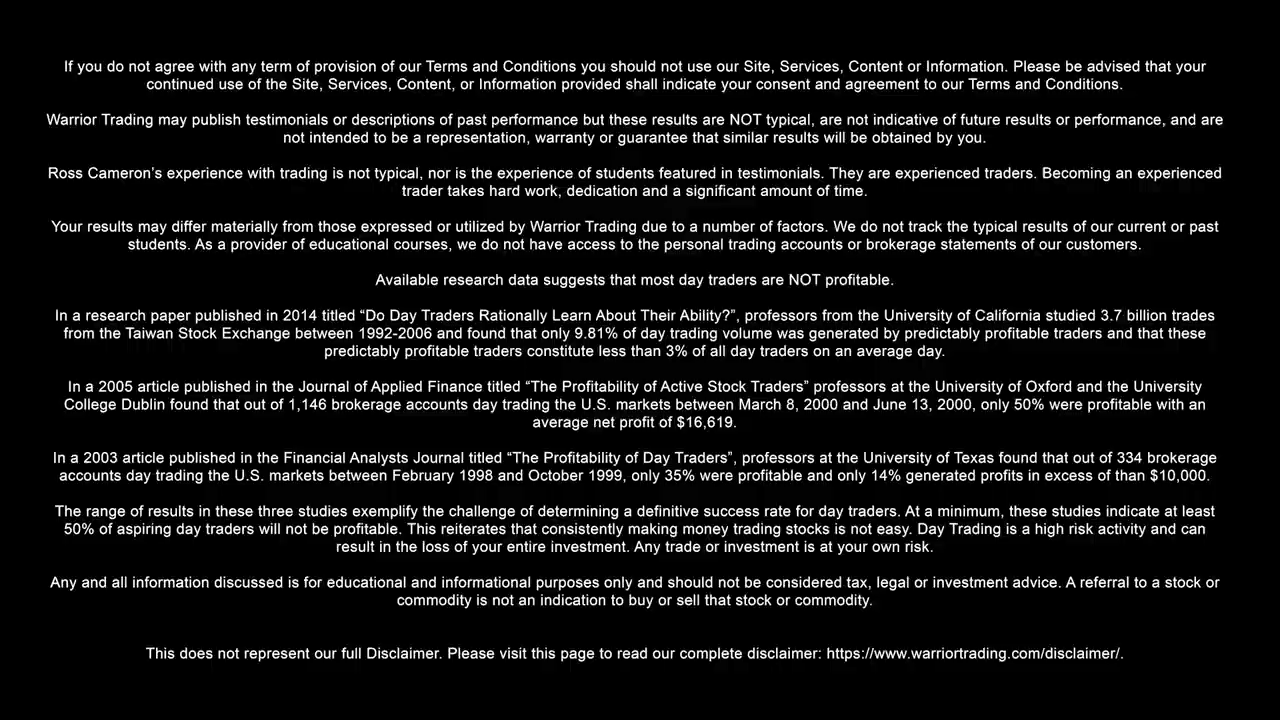 If you do not agree with any term of provision of our Terms and Conditions you should not use our Site, Services, Content or Information. Please be advised that your
continued use of the Site, Services, Content, or Information provided shall indicate your consent and agreement to our Terms and Conditions.
Warrior Trading may publish testimonials or descriptions of past performance but these results are NOT typical, are not indicative of future results or performance, and are
not intended to be a representation, warranty or guarantee that similar results will be obtained by you.
Ross Cameron’s experience with trading is not typical, nor is the experience of students featured in testimonials. They are experienced traders. Becoming an experienced
trader takes hard work, dedication and a significant amount of time.
Your results may differ materially from those expressed or utilized by Warrior Trading due to a number of factors. We do not track the typical results of our current or past
students. As a provider of educational courses, we do not have access to the personal trading accounts or brokerage statements of our customers.
Available research data suggests that most day traders are NOT profitable.
In a research paper published in 2014 titled “Do Day Traders Rationally Learn About Their Ability?”, professors from the University of California studied 3.7 billion trades
from the Taiwan Stock Exchange between 1992-2006 and found that only 9.81% of day trading volume was generated by predictably profitable traders and that these
predictably profitable traders constitute less than 3% of all day traders on an average day.
In a 2005 article published in the Journal of Applied Finance titled “The Profitability of Active Stock Traders” professors at the University of Oxford and the University
College Dublin found that out of 1,146 brokerage accounts day trading the U.S. markets between March 8, 2000 and June 13, 2000, only 50% were profitable with an
average net profit of $16,619.
In a 2003 article published in the Financial Analysts Journal titled “The Profitability of Day Traders”, professors at the University of Texas found that out of 334 brokerage
accounts day trading the U.S. markets between February 1998 and October 1999, only 35% were profitable and only 14% generated profits in excess of than $10,000.
The range of results in these three studies exemplify the challenge of determining a definitive success rate for day traders. At a minimum, these studies indicate at least
50% of aspiring day traders will not be profitable. This reiterates that consistently making money trading stocks is not easy. Day Trading is a high risk activity and can
result in the loss of your entire investment. Any trade or investment is at your own risk.
Any and all information discussed is for educational and informational purposes only and should not be considered tax, legal or investment advice. A referral to a stock or
commodity is not an indication to buy or sell that stock or commodity.
This does not represent our full Disclaimer. Please visit this page to read our complete disclaimer: https://www.warriortrading.com/disclaimer/.